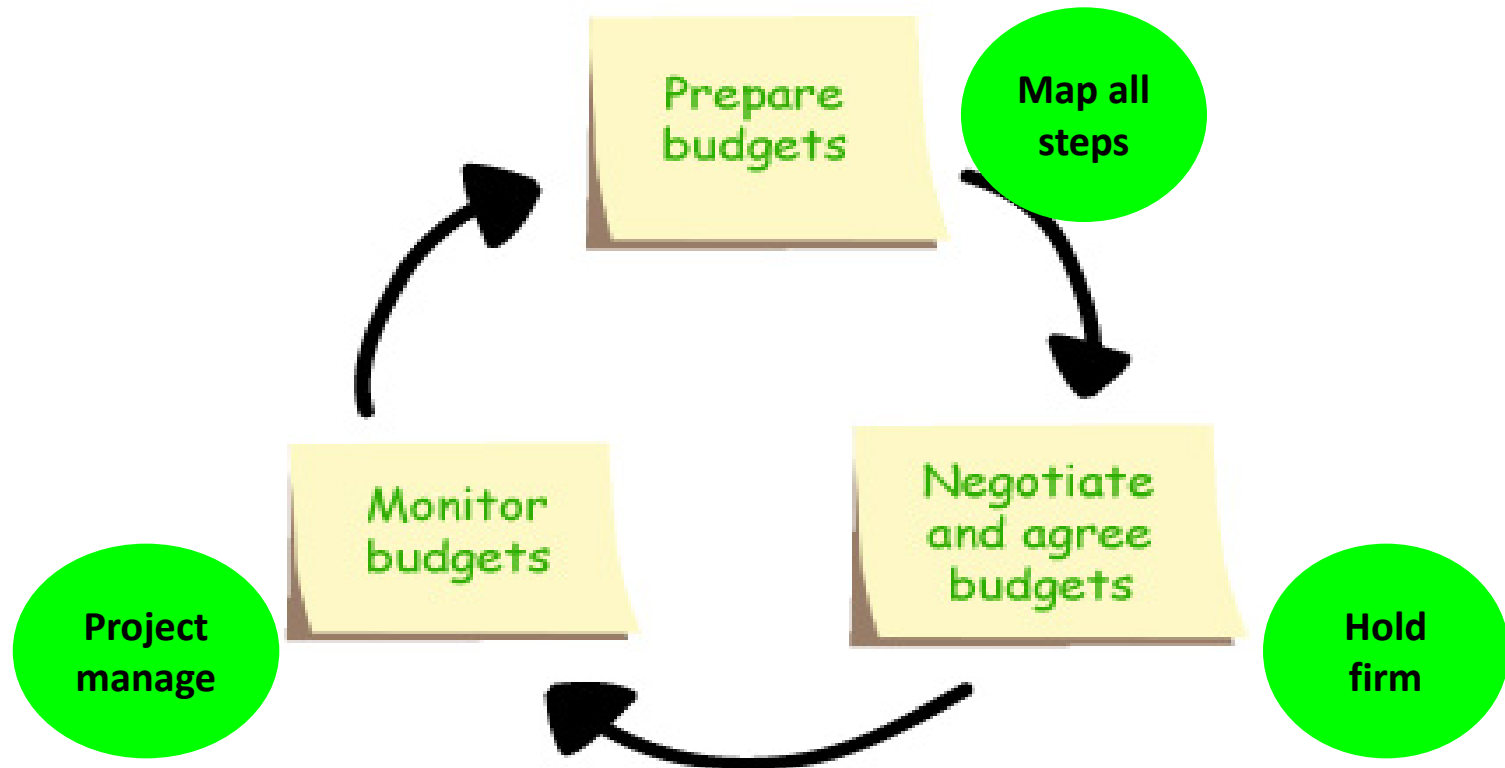 Prepare
budgets
Map all
steps
Negotiate
and agree
budgets
Hold
firm
Monitor
budgets
Project
manage